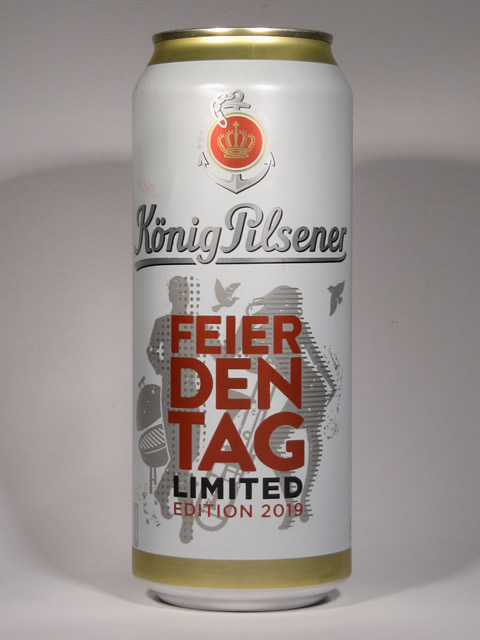 König Pilsener
FEIER
DEN
TAG
LIMITED
EDITION 2019